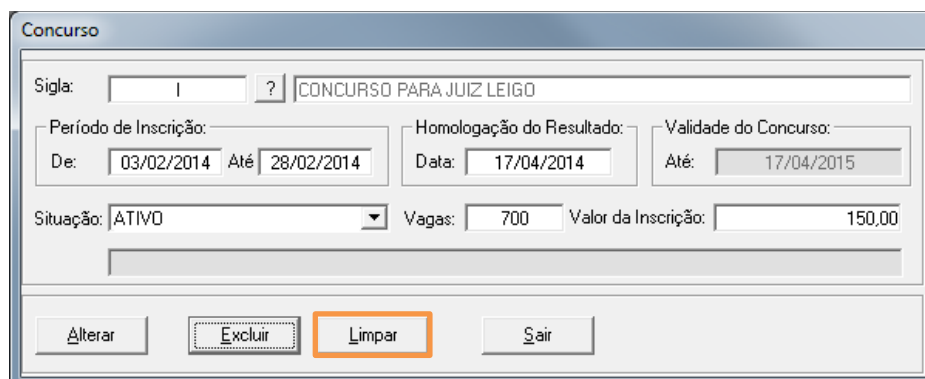 Concurso
Sigla: I ? CONCURSO PARA JUIZ LEIGO
Período de Inscrição: Homologação do Resultado: Validade do Concurso:
De: 03/02/2014 Até 28/02/2014 Data: 17/04/2014 Até: 17/04/2015
Situação: ATIVO Vagas: 700 Valor da Inscrição: 150,00
Alterar Excluir Limpar Sair